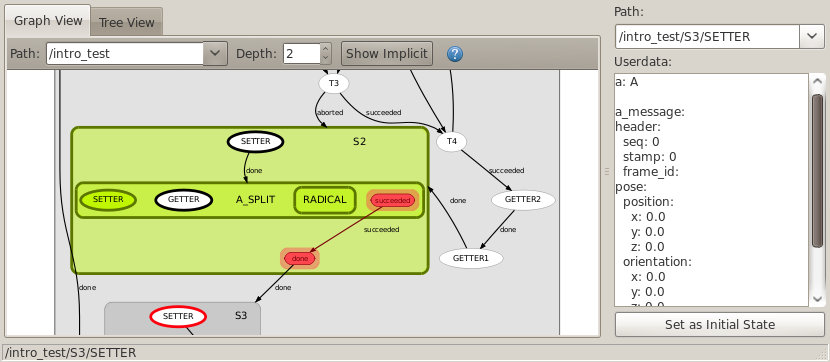 Graph View
Tree View
Path: /intro_test Depth: 2 Show Implicit ?
T3
aborted
succeeded
SETTER S2
T4
done
succeeded
SETTER GETTER A_SPLIT RADICAL succeeded
done
GETTER2
succeeded
done
done
GETTER1
done
done
SETTER S3
Path:
/intro_test/S3/SETTER
Userdata:
a: A
a_message:
header:
seq: 0
stamp: 0
frame_id:
pose:
position:
x: 0.0
y: 0.0
z: 0.0
orientation:
x: 0.0
y: 0.0
z: 0.0
Set as Initial State
/intro_test/S3/SETTER